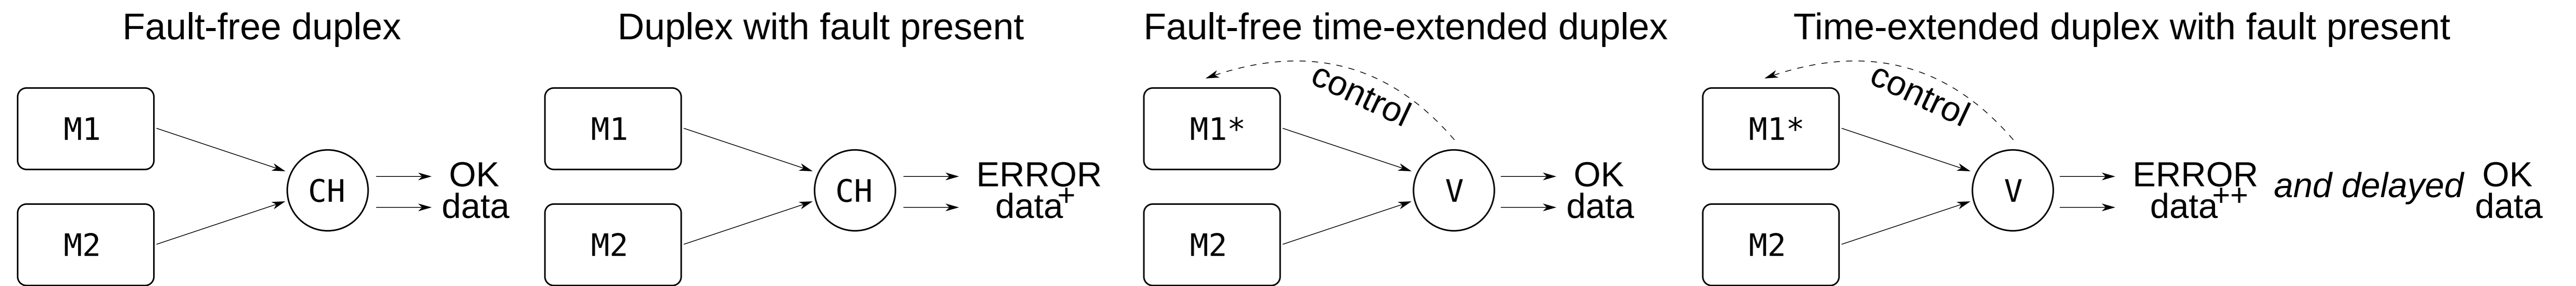 Fault-free duplex
M1
M2
CH
OK
data
Duplex with fault present
M1
M2
CH
ERROR
data+
Fault-free time-extended duplex
control
M1*
M2
V
OK
data
Time-extended duplex with fault present
control
M1*
M2
V
ERROR
data++
and delayed
OK
data